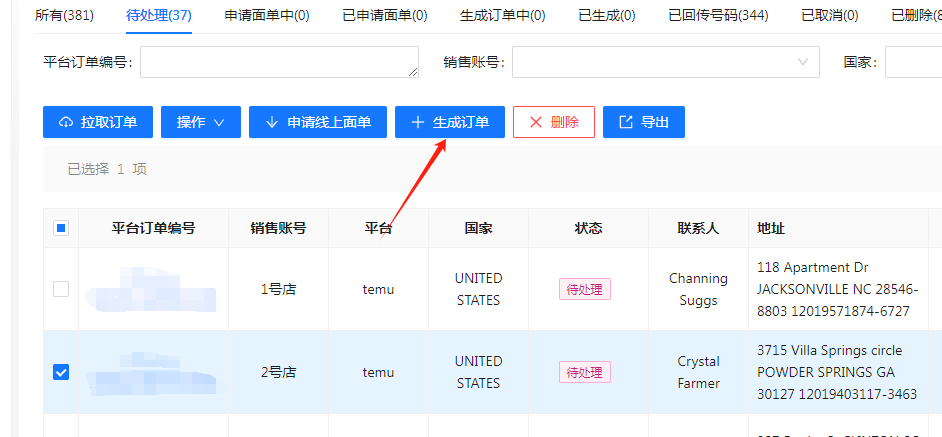 所有(381) 待处理(37) 申请面单中(0) 已申请面单(0) 生成订单中(0) 已生成(0) 已回传号码(344) 已取消(0) 已删除(8
平台订单编号: 销售账号: 国家:
拉取订单 操作 申请线上面单 生成订单 删除 导出
已选择 1 项
平台订单编号 销售账号 平台 国家 状态 联系人 地址
1号店 temu UNITED STATES 待处理 Channing Suggs
118 Apartment Dr
JACKSONVILLE NC 28546-
8803 12019571874-6727
2号店 temu UNITED STATES 待处理 Crystal Farmer
3715 Villa Springs circle
POWDER SPRINGS GA
30127 12019403117-3463